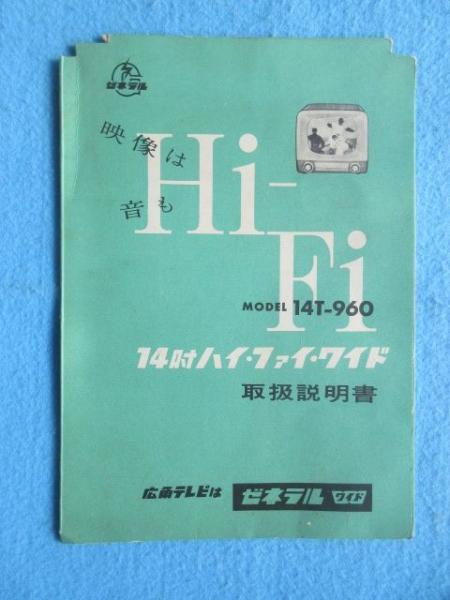 ゼネラル
映像は
音も
Hi-
Fi
MODEL 14T-960
14吋ハイ・ファイ・ワイド
取扱説明書
広角テレビは ゼネラル ワイド